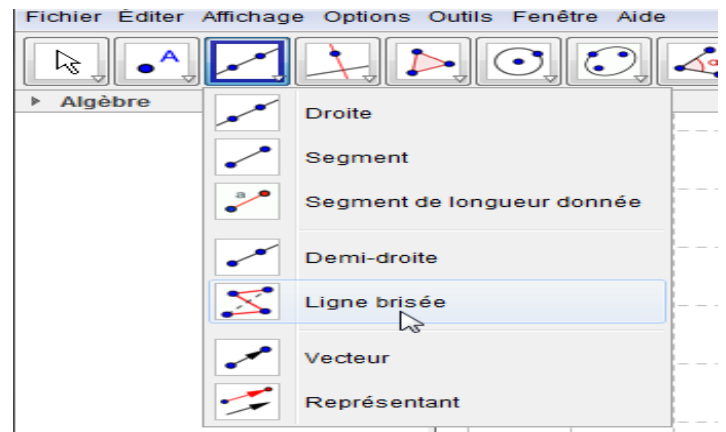 Fichier Éditer Affichage Options Outils Fenêtre Aide
A
Algèbre
Droite
Segment
a
Segment de longueur donnée
Demi-droite
Ligne brisée
Vecteur
Représentant